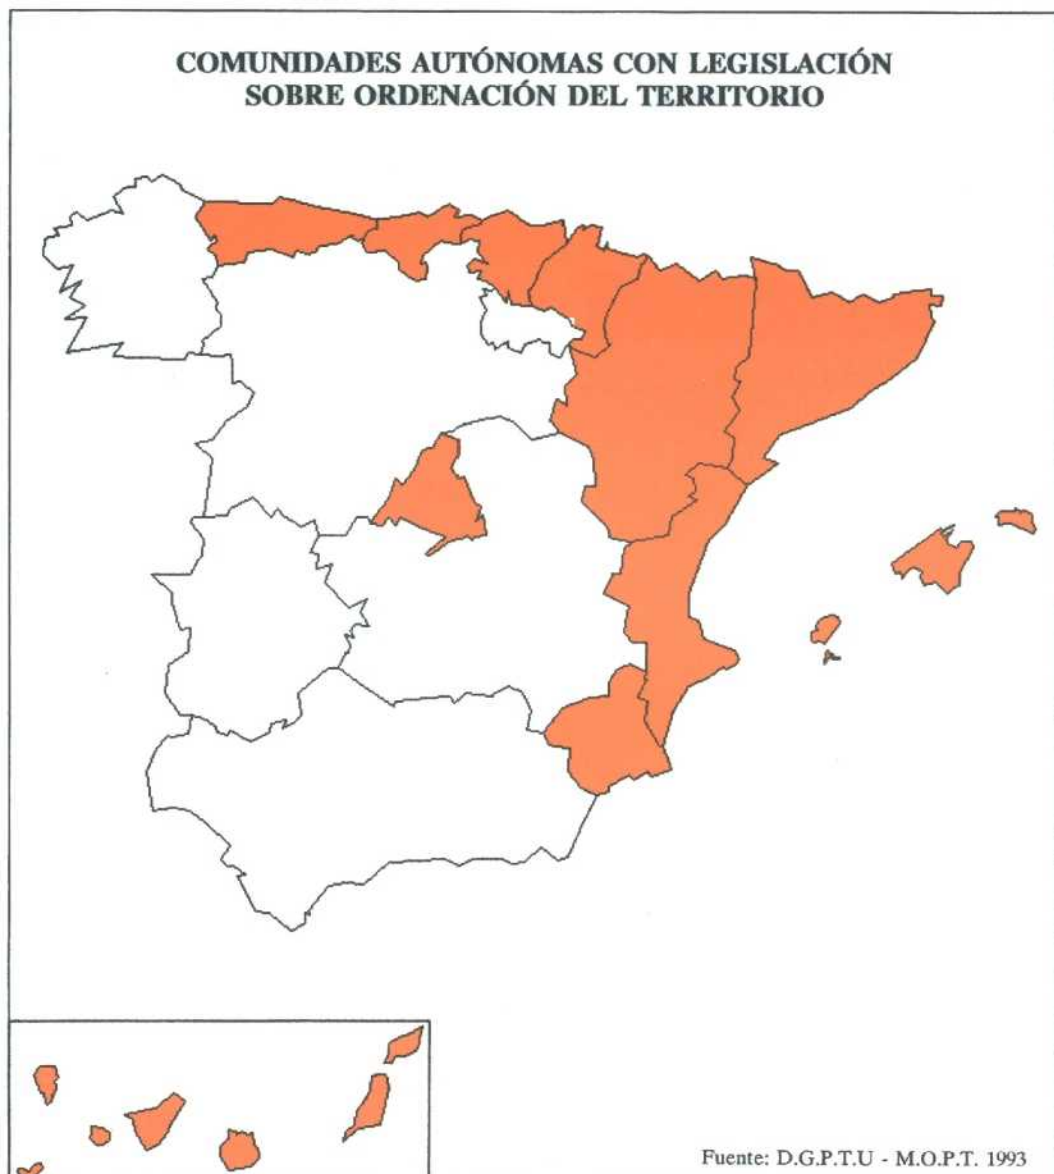 COMUNIDADES AUTÓNOMAS CON LEGISLACIÓN
SOBRE ORDENACIÓN DEL TERRITORIO
Fuente: D.G.P.T.U - M.O.P.T. 1993